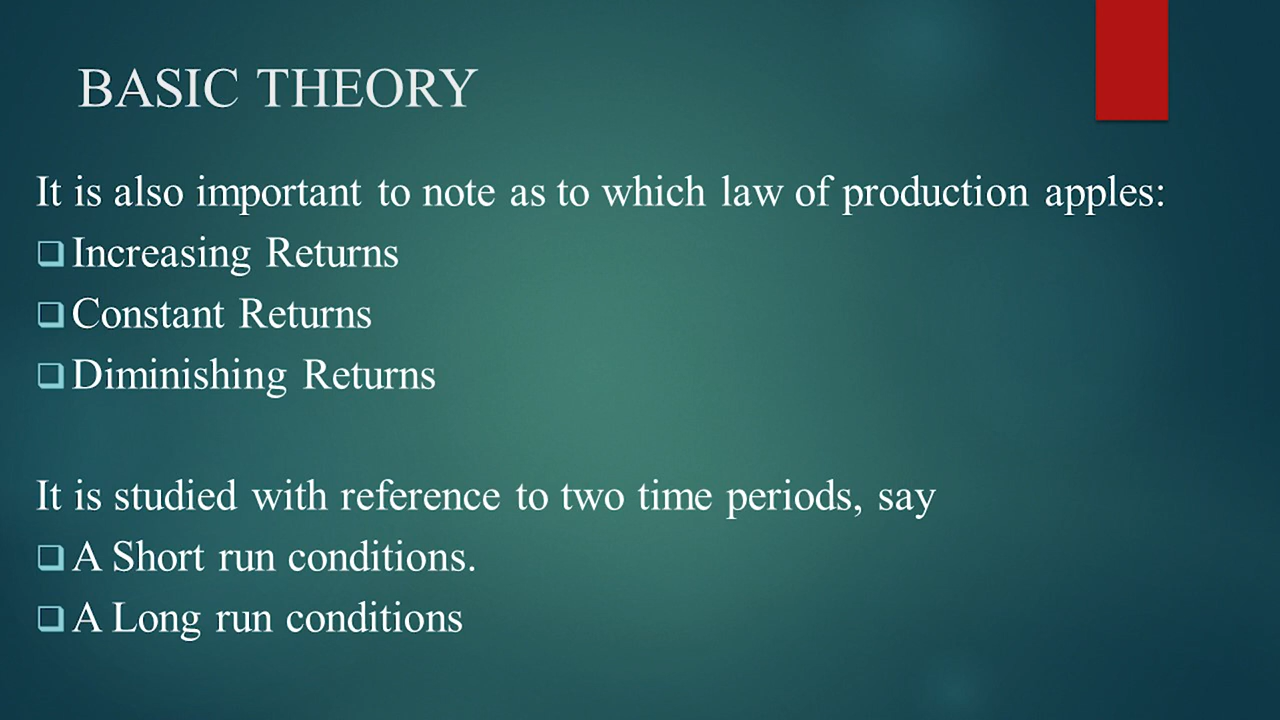 BASIC THEORY
It is also important to note as to which law of production apples:
Increasing Returns
Constant Returns
Diminishing Returns
It is studied with reference to two time periods, say
A Short run conditions.
A Long run conditions